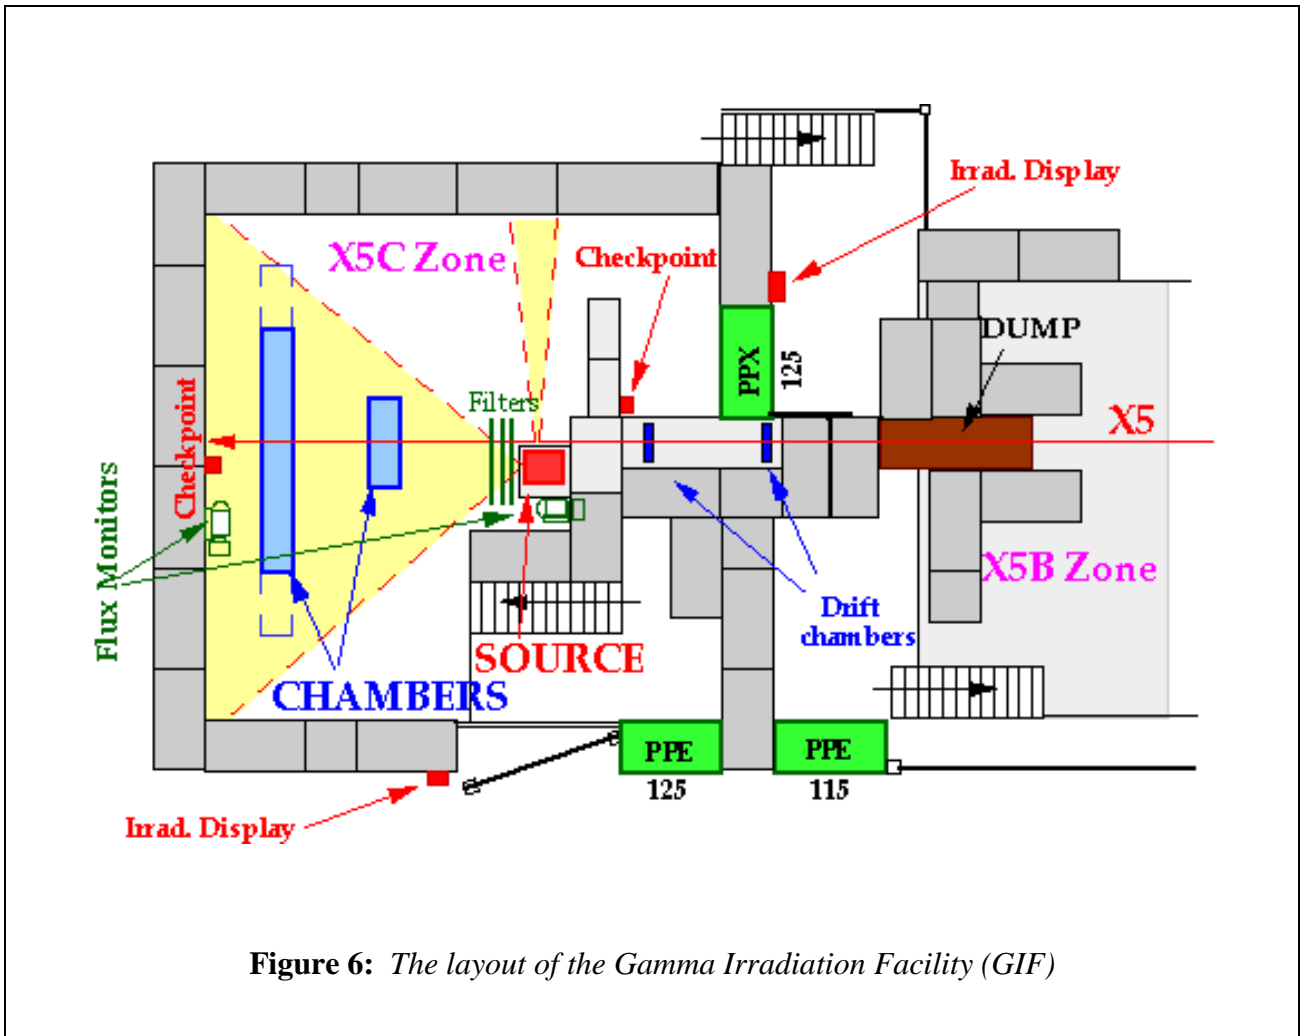 Irrad. Display
X5C Zone
Checkpoint
DUMP
PPX
125
Filters
X5
Checkpoint
Flux Monitors
X5B Zone
Drift
chambers
SOURCE
CHAMBERS
PPE
PPE
125
115
Irrad. Display
Figure 6: The layout of the Gamma Irradiation Facility (GIF)